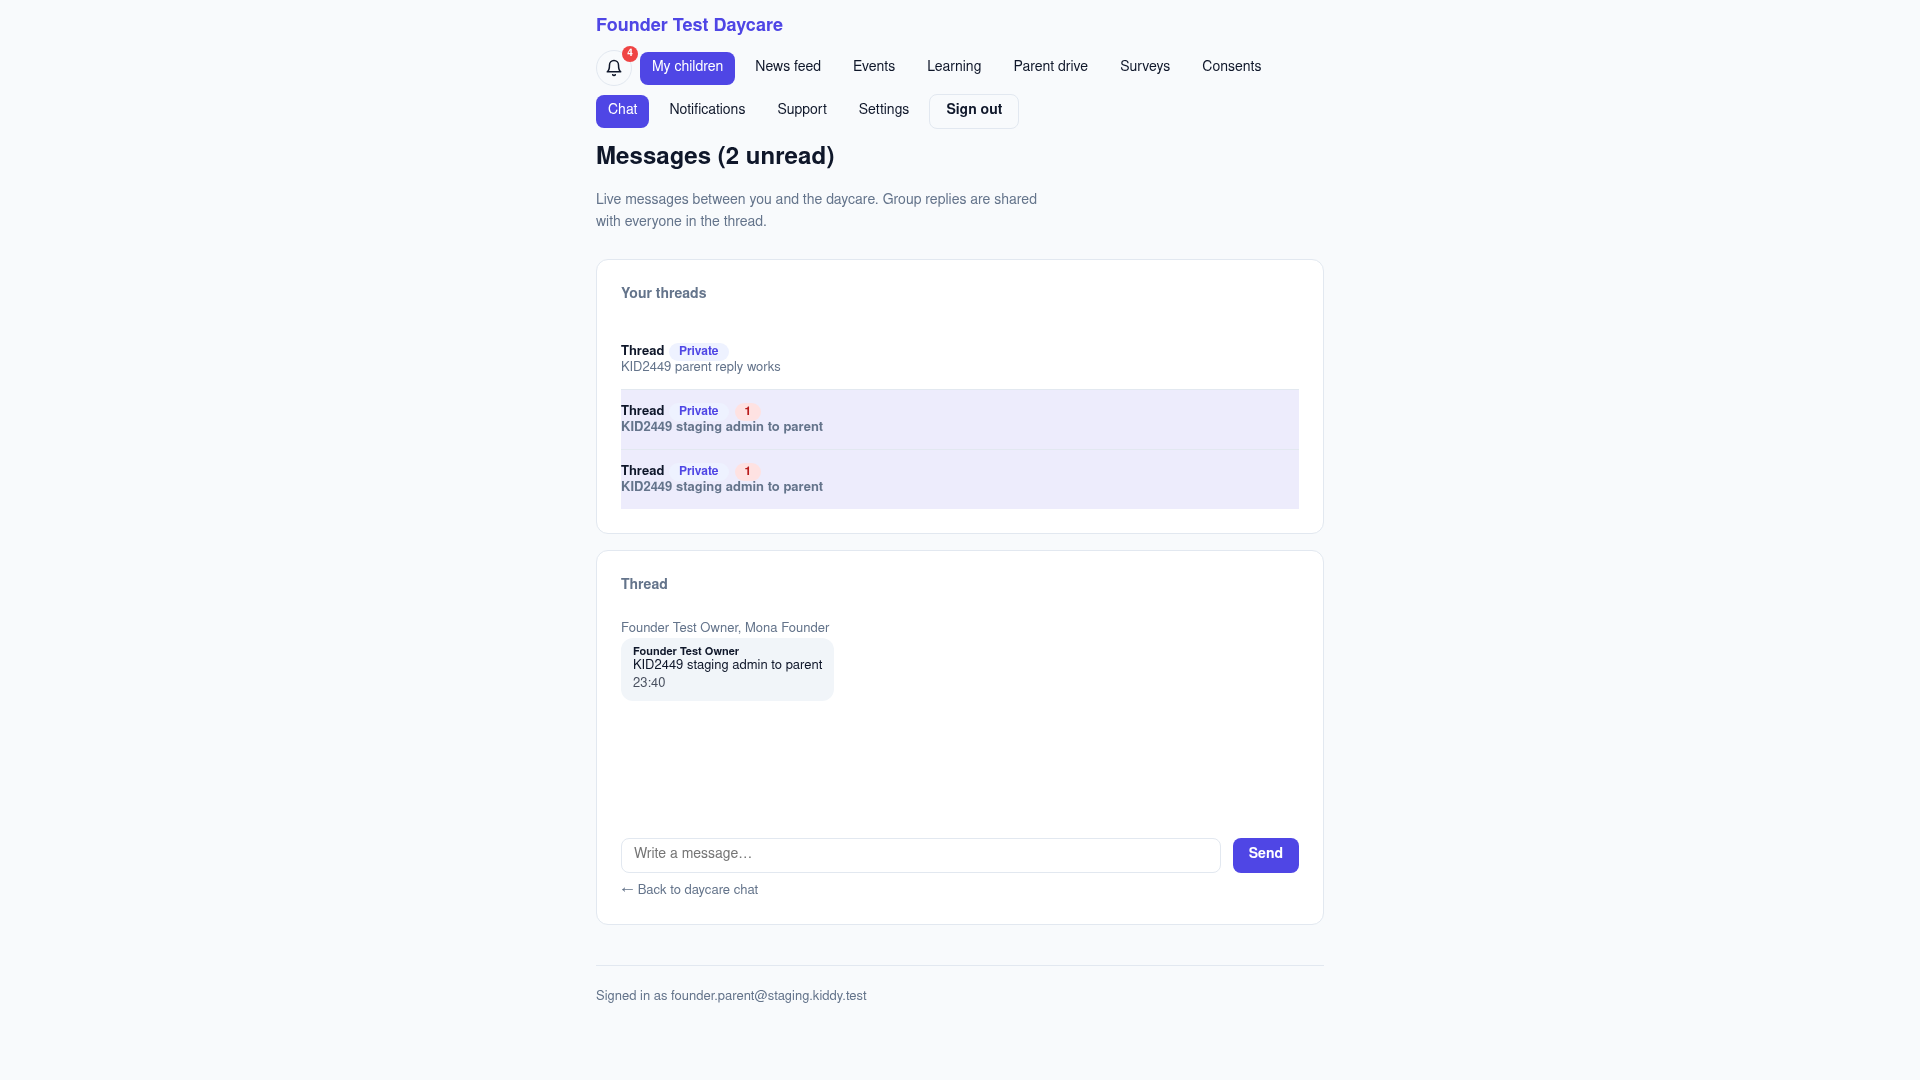 Founder Test Daycare
4
My children News feed Events Learning Parent drive Surveys Consents
Chat Notifications Support Settings Sign out
Messages (2 unread)
Live messages between you and the daycare. Group replies are shared
with everyone in the thread.
Your threads
Thread Private
KID2449 parent reply works
Thread Private 1
KID2449 staging admin to parent
Thread Private 1
KID2449 staging admin to parent
Thread
Founder Test Owner, Mona Founder
Founder Test Owner
KID2449 staging admin to parent
23:40
Write a message… Send
← Back to daycare chat
Signed in as founder.parent@staging.kiddy.test